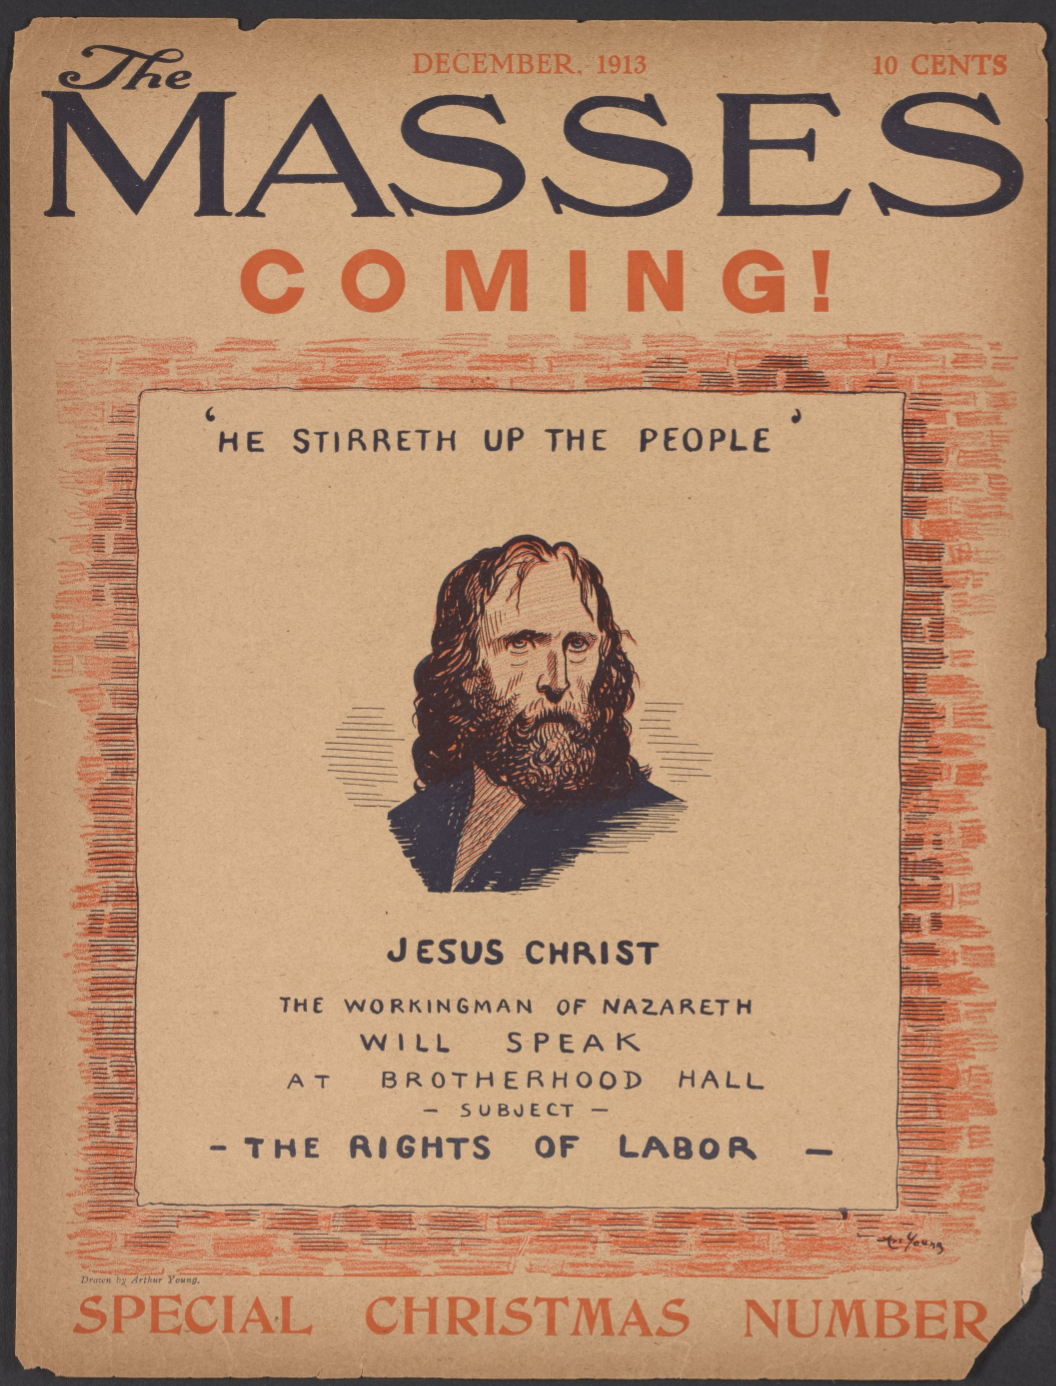 The
DECEMBER, 1913
10 CENTS
MASSES
COMING!
'HE STIRRETH UP THE PEOPLE'
JESUS CHRIST
THE WORKINGMAN OF NAZARETH
WILL SPEAK
AT BROTHERHOOD HALL
– SUBJECT –
– THE RIGHTS OF LABOR –
Art Young
Drawn by Arthur Young.
SPECIAL CHRISTMAS NUMBER